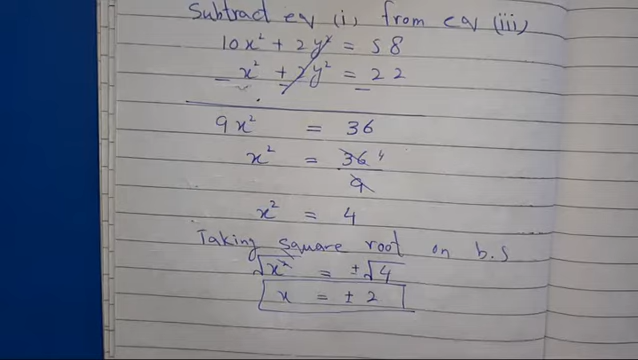 Subtract eq (i) from eq (iii)
10x² + 2y² = 58
- x² + 2y² = 22
9x² = 36
x² = 36 4
9
x² = 4
Taking square root on b.s
√x² = ±√4
x = ± 2